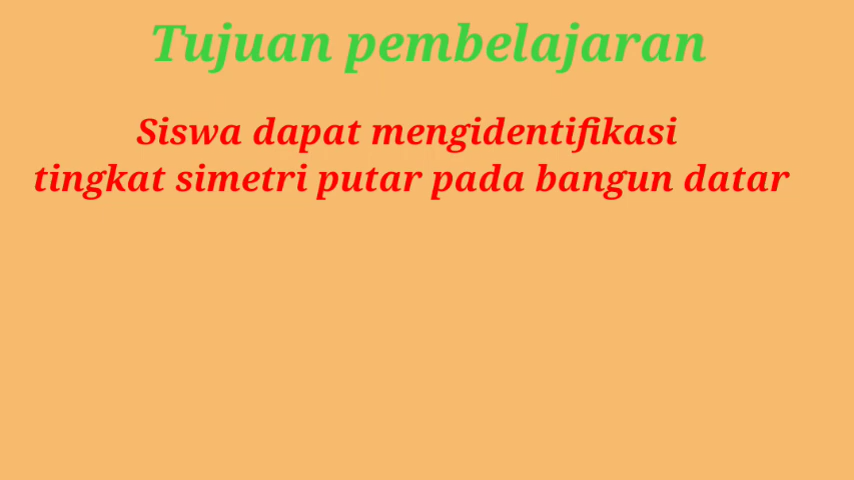 Tujuan pembelajaran
Siswa dapat mengidentifikasi
tingkat simetri putar pada bangun datar